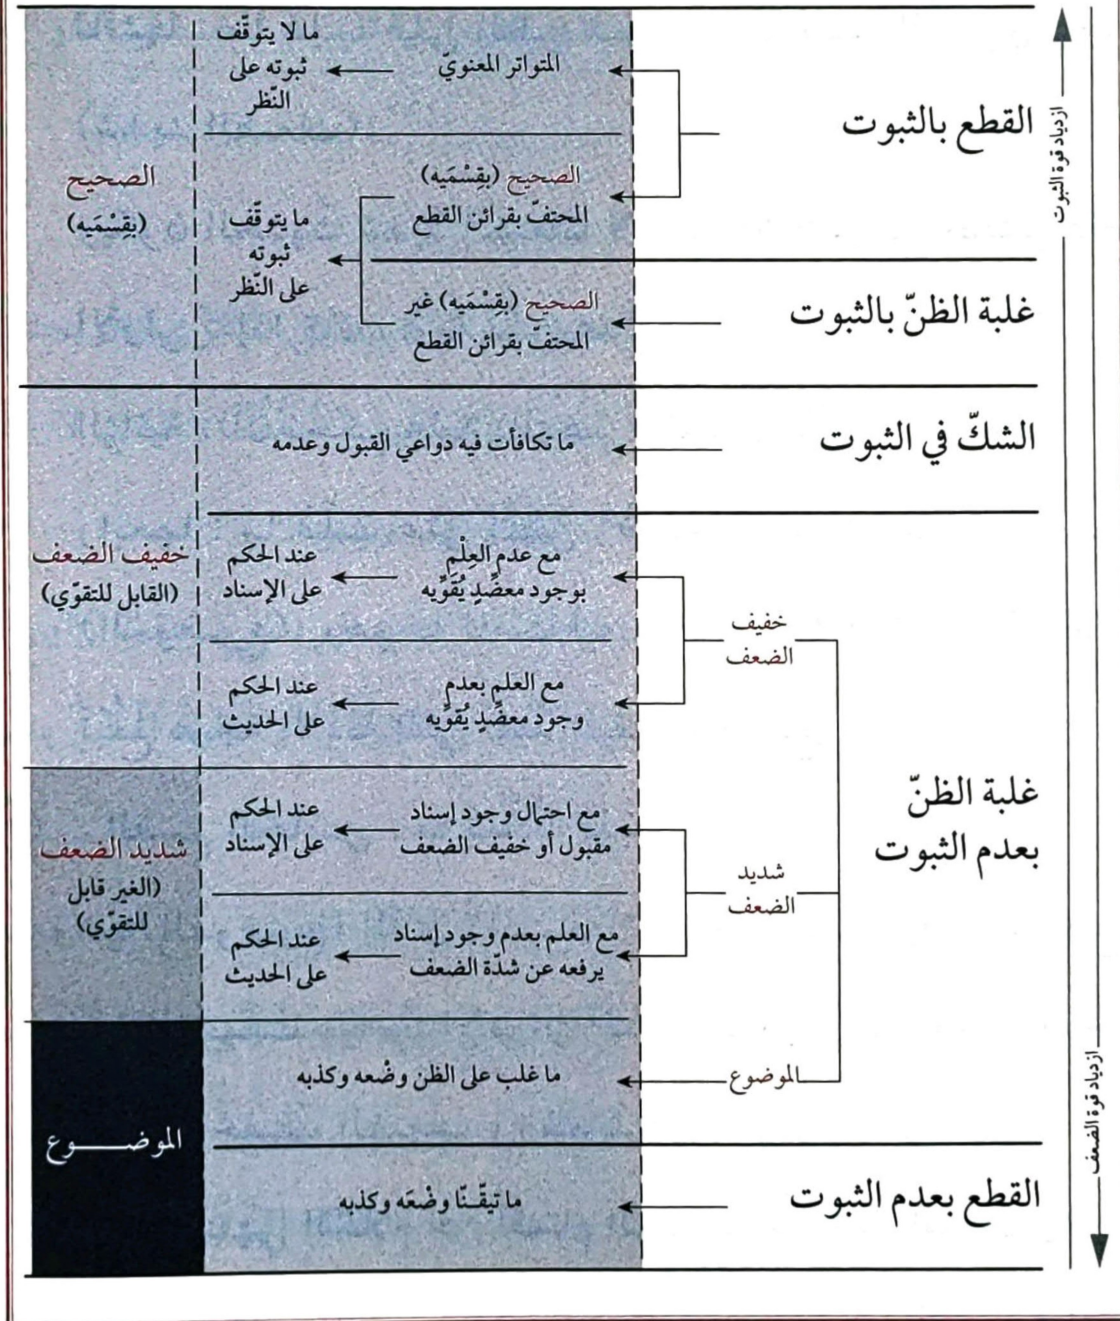 ازدياد قوة الثبوت
القطع بالثبوت
المتواتر المعنويّ
ما لا يتوقّف
ثبوته على
النّظر
الصحيح (بقِسْمَيه)
المحتفّ بقرائن القطع
ما يتوقّف
ثبوته
على النّظر
الصحيح
(بقِسْمَيه)
غلبة الظنّ بالثبوت
الصحيح (بقِسْمَيه) غير
المحتفّ بقرائن القطع
الشكّ في الثبوت
ما تكافأت فيه دواعي القبول وعدمه
غلبة الظنّ
بعدم الثبوت
خفيف
الضعف
مع عدم العِلْم
بوجود معضِّدٍ يُقَوِّيه
عند الحكم
على الإسناد
خفيف الضعف
(القابل للتقوّي)
مع العلم بعدم
وجود معضِّدٍ يُقوِّيه
عند الحكم
على الحديث
شديد
الضعف
مع احتمال وجود إسناد
مقبول أو خفيف الضعف
عند الحكم
على الإسناد
شديد الضعف
(الغير قابل
للتقوّي)
مع العلم بعدم وجود إسناد
يرفعه عن شدّة الضعف
عند الحكم
على الحديث
الموضوع
ما غلب على الظن وضْعه وكذبه
الموضــــوع
القطع بعدم الثبوت
ما تيقّـنّا وضْعَه وكذبه
ازدياد قوة الضعف